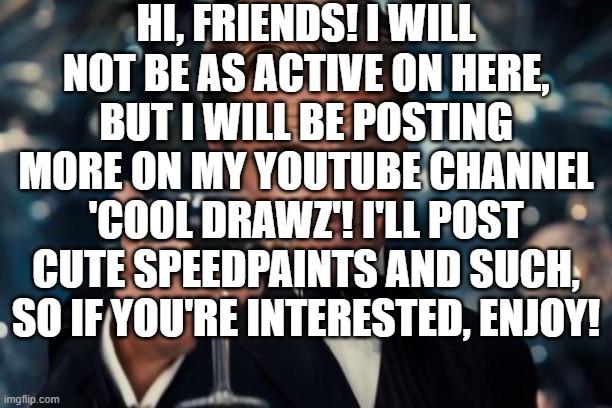 HI, FRIENDS! I WILL
NOT BE AS ACTIVE ON HERE,
BUT I WILL BE POSTING
MORE ON MY YOUTUBE CHANNEL
'COOL DRAWZ'! I'LL POST
CUTE SPEEDPAINTS AND SUCH,
SO IF YOU'RE INTERESTED, ENJOY!
imgflip.com